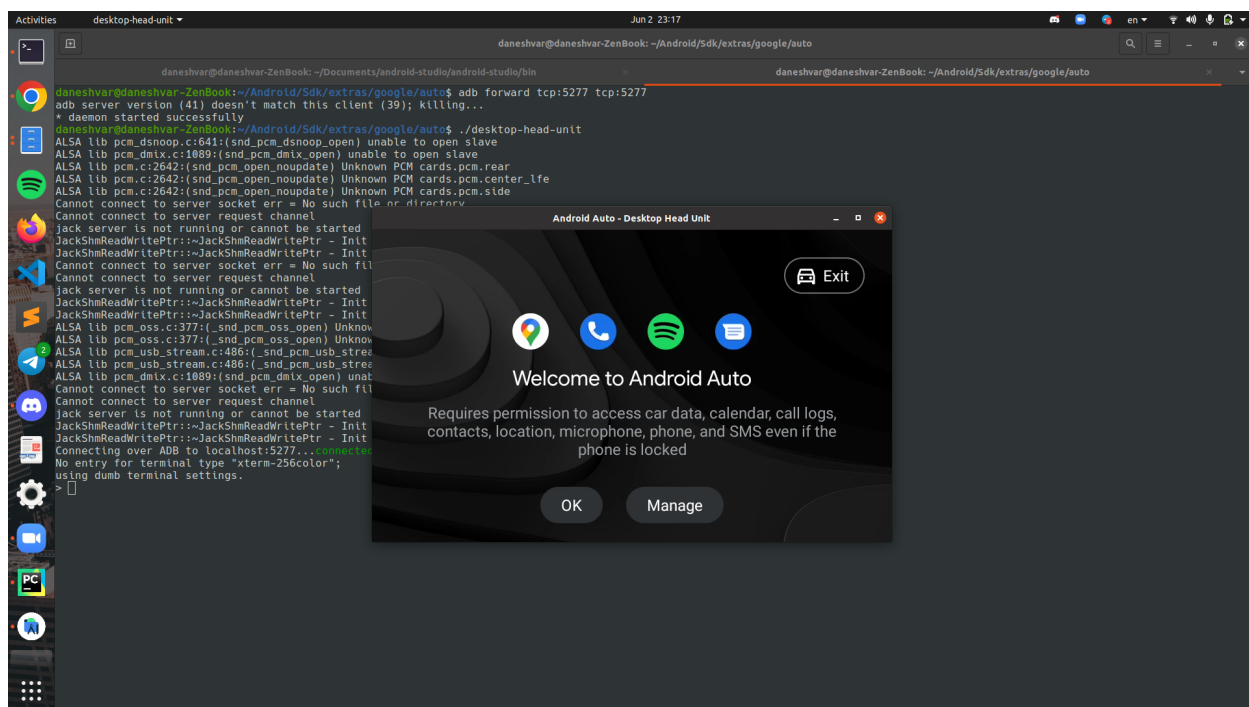 Activities
desktop-head-unit
Jun 2 23:17
en
daneshvar@daneshvar-ZenBook: ~/Android/Sdk/extras/google/auto
daneshvar@daneshvar-ZenBook: ~/Documents/android-studio/android-studio/bin
daneshvar@daneshvar-ZenBook: ~/Android/Sdk/extras/google/auto
daneshvar@daneshvar-ZenBook:~/Android/Sdk/extras/google/auto$ adb forward tcp:5277 tcp:5277
adb server version (41) doesn't match this client (39); killing...
* daemon started successfully
daneshvar@daneshvar-ZenBook:~/Android/Sdk/extras/google/auto$ ./desktop-head-unit
ALSA lib pcm_dsnoop.c:641:(snd_pcm_dsnoop_open) unable to open slave
ALSA lib pcm_dmix.c:1089:(snd_pcm_dmix_open) unable to open slave
ALSA lib pcm.c:2642:(snd_pcm_open_noupdate) Unknown PCM cards.pcm.rear
ALSA lib pcm.c:2642:(snd_pcm_open_noupdate) Unknown PCM cards.pcm.center_lfe
ALSA lib pcm.c:2642:(snd_pcm_open_noupdate) Unknown PCM cards.pcm.side
Cannot connect to server socket err = No such file or directory
Cannot connect to server request channel
jack server is not running or cannot be started
JackShmReadWritePtr::~JackShmReadWritePtr - Init
JackShmReadWritePtr::~JackShmReadWritePtr - Init
Cannot connect to server socket err = No such fil
Cannot connect to server request channel
jack server is not running or cannot be started
JackShmReadWritePtr::~JackShmReadWritePtr - Init
JackShmReadWritePtr::~JackShmReadWritePtr - Init
ALSA lib pcm_oss.c:377:(_snd_pcm_oss_open) Unknow
ALSA lib pcm_usb_stream.c:486:(_snd_pcm_usb_strea
ALSA lib pcm_usb_stream.c:486:(_snd_pcm_usb_strea
ALSA lib pcm_dmix.c:1089:(snd_pcm_dmix_open) unab
Cannot connect to server socket err = No such fil
Cannot connect to server request channel
jack server is not running or cannot be started
JackShmReadWritePtr::~JackShmReadWritePtr - Init
JackShmReadWritePtr::~JackShmReadWritePtr - Init
Connecting over ADB to localhost:5277...connected
No entry for terminal type "xterm-256color";
using dumb terminal settings.
>
Android Auto - Desktop Head Unit
Exit
Welcome to Android Auto
Requires permission to access car data, calendar, call logs,
contacts, location, microphone, phone, and SMS even if the
phone is locked
OK
Manage
2
PC